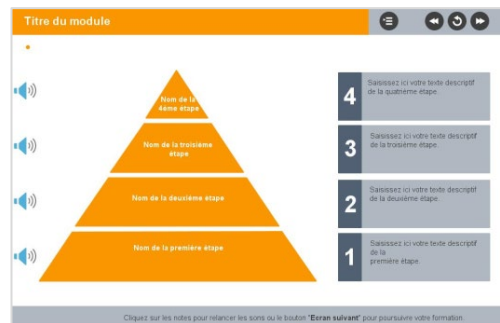 Titre du module
Nom de la
4ème étape
4
Saisissez ici votre texte descriptif
de la quatrième étape.
Nom de la troisième
étape
3
Saisissez ici votre texte descriptif
de la troisième étape.
Nom de la deuxième étape
2
Saisissez ici votre texte descriptif
de la deuxième étape.
Nom de la première étape
1
Saisissez ici votre texte descriptif
de la
première étape.
Cliquez sur les notes pour relancer les sons ou le bouton "Ecran suivant" pour poursuivre votre formation.